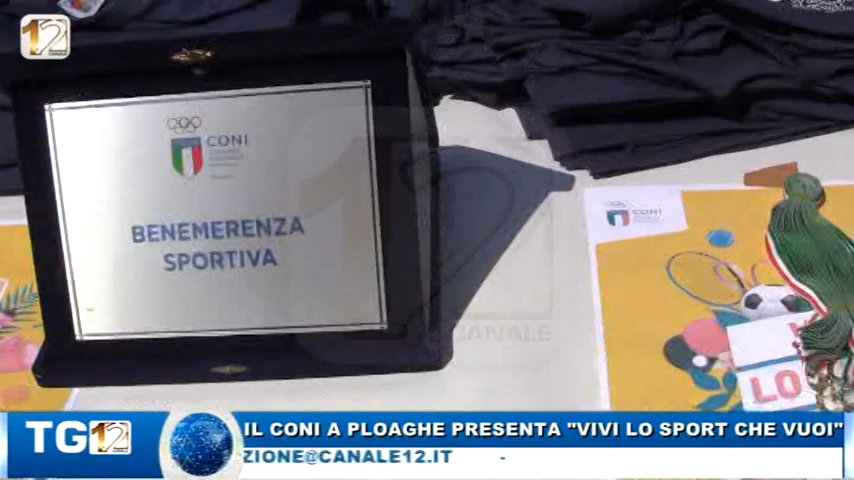 12
CONI
BENEMERENZA
SPORTIVA
CONI
LO
12
CANALE
TG12
IL CONI A PLOAGHE PRESENTA "VIVI LO SPORT CHE VUOI"
ZIONE@CANALE12.IT -